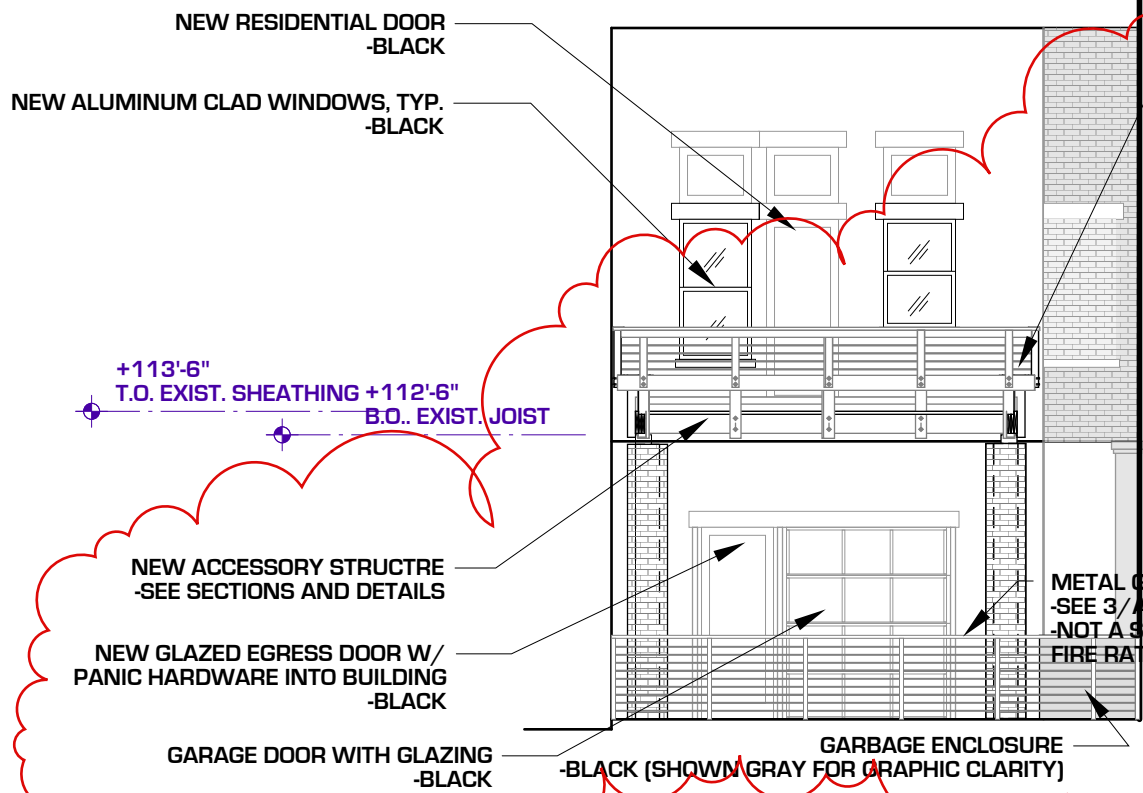 NEW RESIDENTIAL DOOR
-BLACK
NEW ALUMINUM CLAD WINDOWS, TYP.
-BLACK
+113'-6"
T.O. EXIST. SHEATHING
+112'-6"
B.O.. EXIST. JOIST
NEW ACCESSORY STRUCTRE
-SEE SECTIONS AND DETAILS
NEW GLAZED EGRESS DOOR W/
PANIC HARDWARE INTO BUILDING
-BLACK
GARAGE DOOR WITH GLAZING
-BLACK
METAL
-SEE 3/
-NOT A
FIRE
GARBAGE ENCLOSURE
-BLACK (SHOWN GRAY FOR GRAPHIC CLARITY)